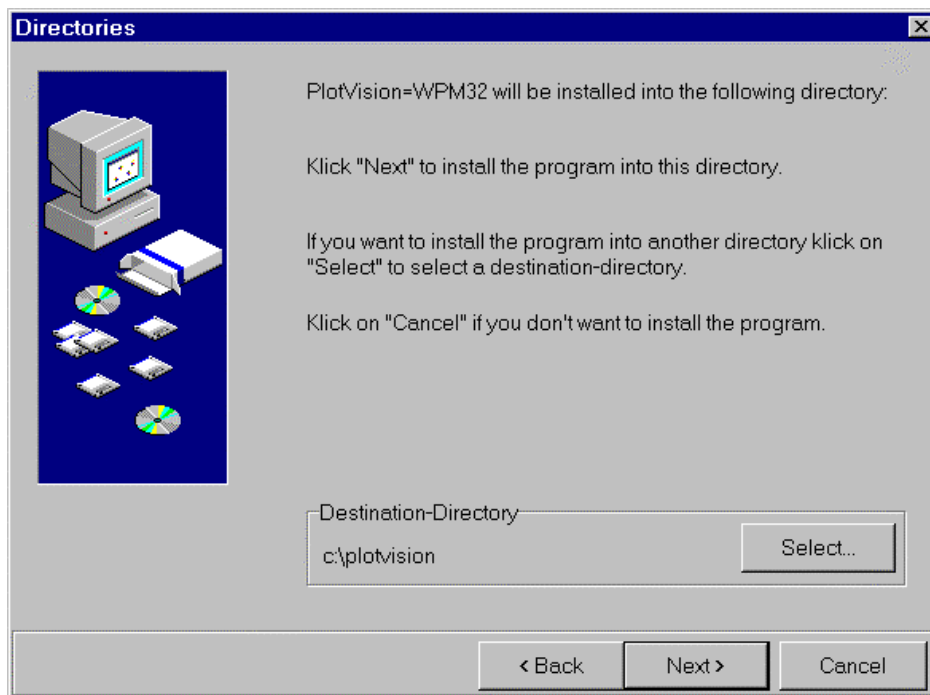 Directories
PlotVision=WPM32 will be installed into the following directory:
Klick "Next" to install the program into this directory.
If you want to install the program into another directory klick on
"Select" to select a destination-directory.
Klick on "Cancel" if you don't want to install the program.
Destination-Directory
c:\plotvision
Select...
< Back
Next >
Cancel